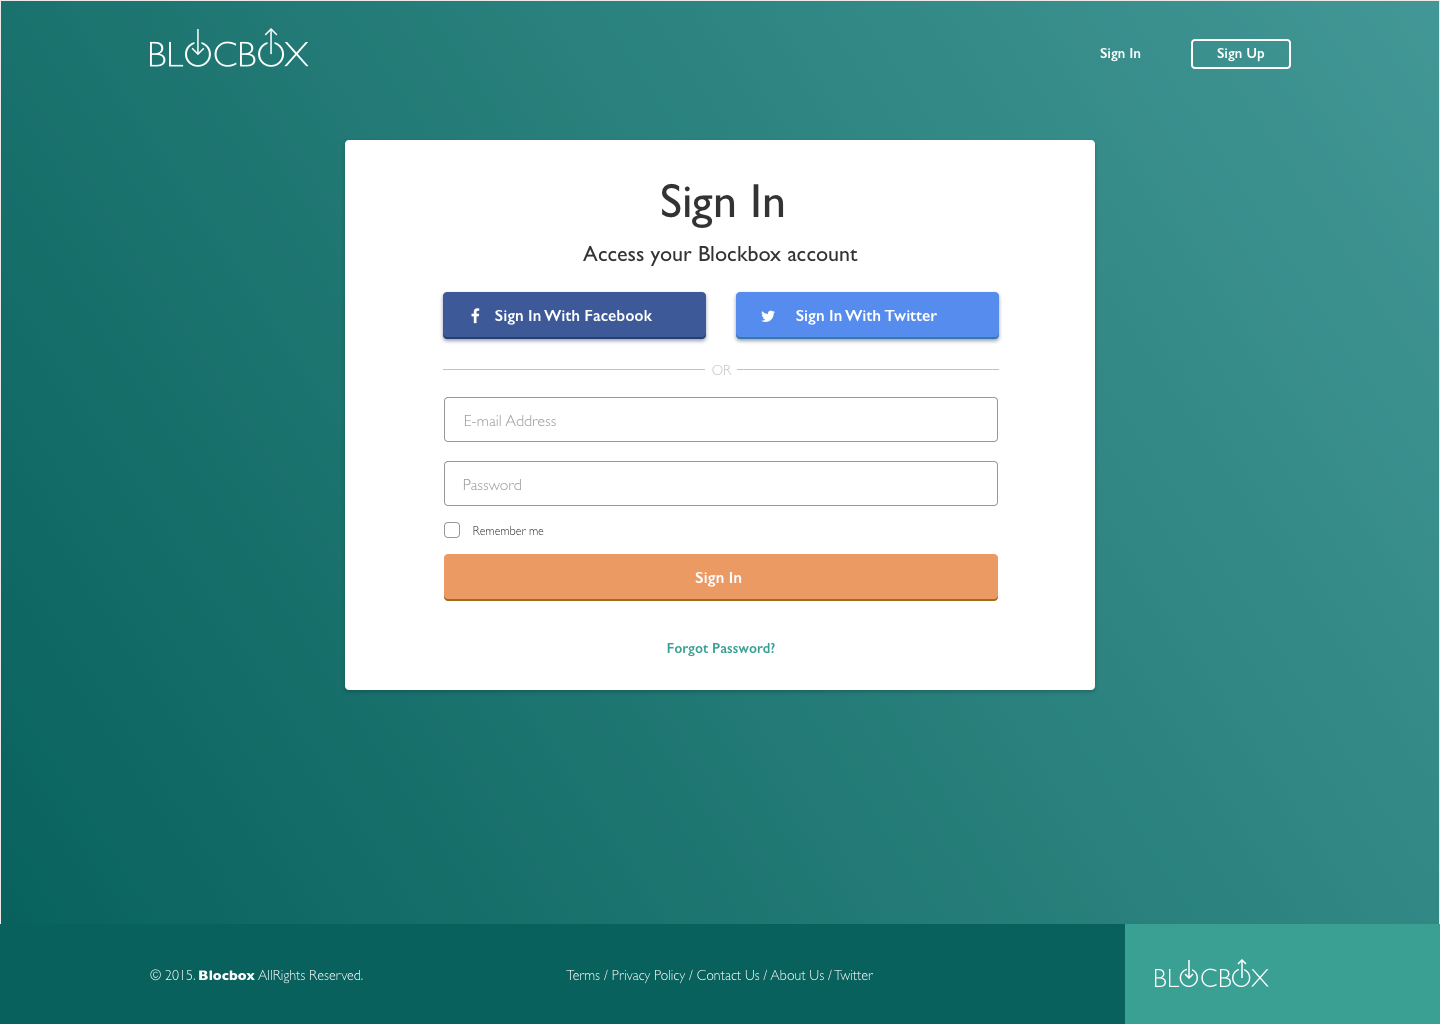 BLOCBOX
Sign In
Sign Up
Sign In
Access your Blockbox account
Sign In With Facebook
Sign In With Twitter
OR
E-mail Address
Password
Remember me
Sign In
Forgot Password?
© 2015. Blocbox AllRights Reserved.
Terms / Privacy Policy / Contact Us / About Us / Twitter
BLOCBOX